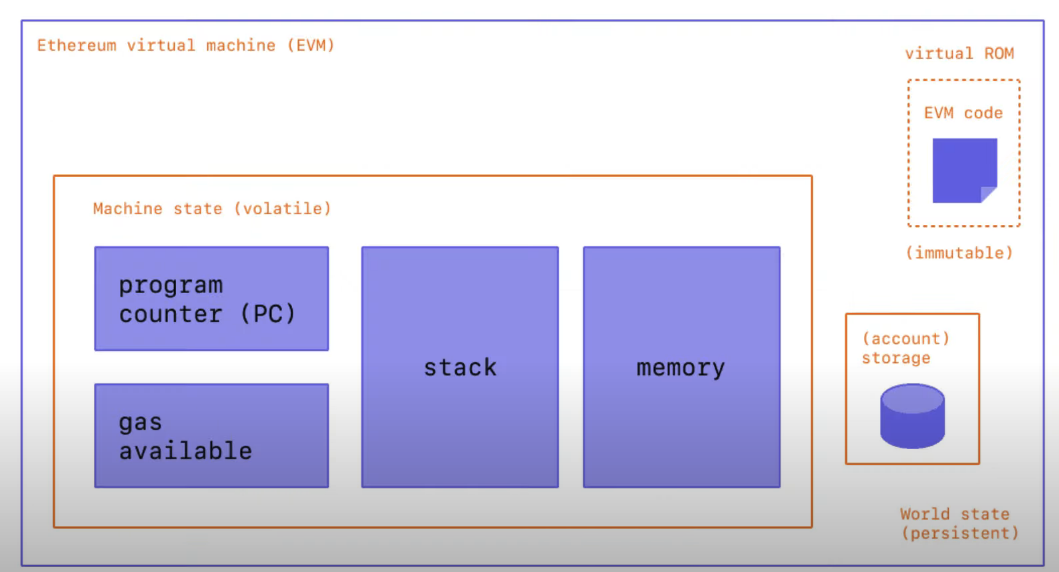 Ethereum virtual machine (EVM)
virtual ROM
EVM code
(immutable)
Machine state (volatile)
program
counter (PC)
gas
available
stack
memory
(account)
storage
World state
(persistent)